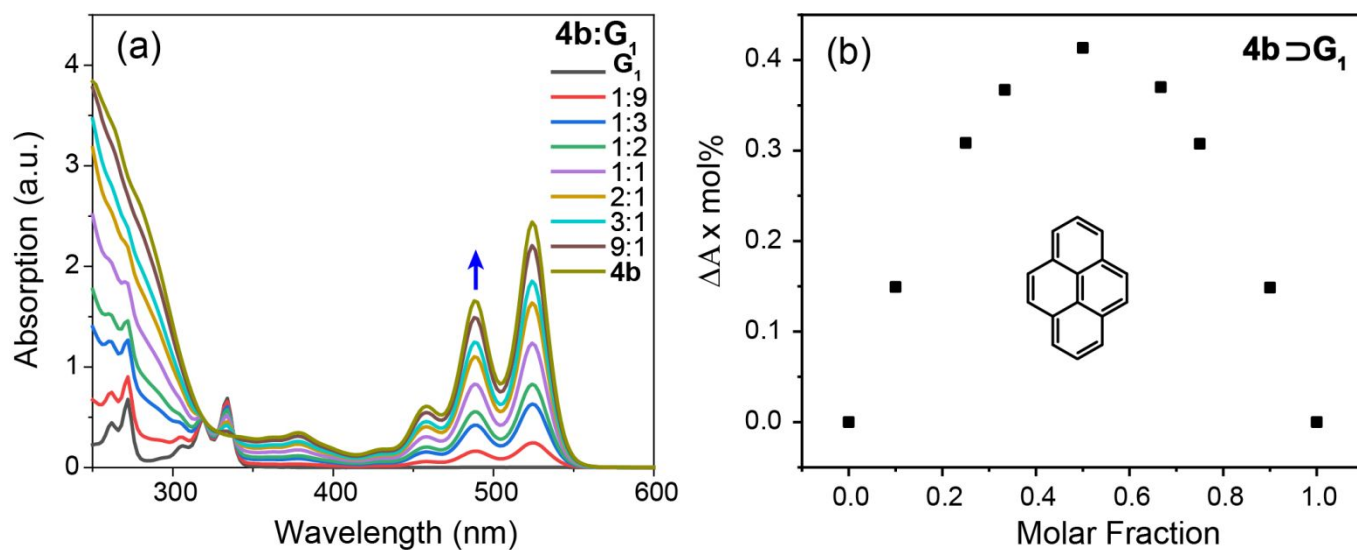 (a)
4b:G₁
G₁
1:9
1:3
1:2
1:1
2:1
3:1
9:1
4b
Absorption (a.u.)
4
3
2
1
0
300
400
500
600
Wavelength (nm)
(b)
4b⊃G₁
ΔA x mol%
0.4
0.3
0.2
0.1
0.0
0.0
0.2
0.4
0.6
0.8
1.0
Molar Fraction